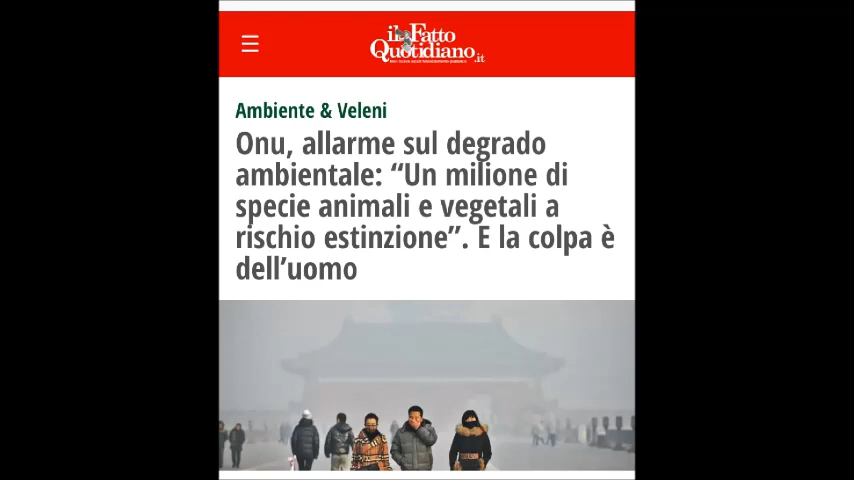 il Fatto
Quotidiano.it
Ambiente & Veleni
Onu, allarme sul degrado
ambientale: “Un milione di
specie animali e vegetali a
rischio estinzione”. E la colpa è
dell’uomo